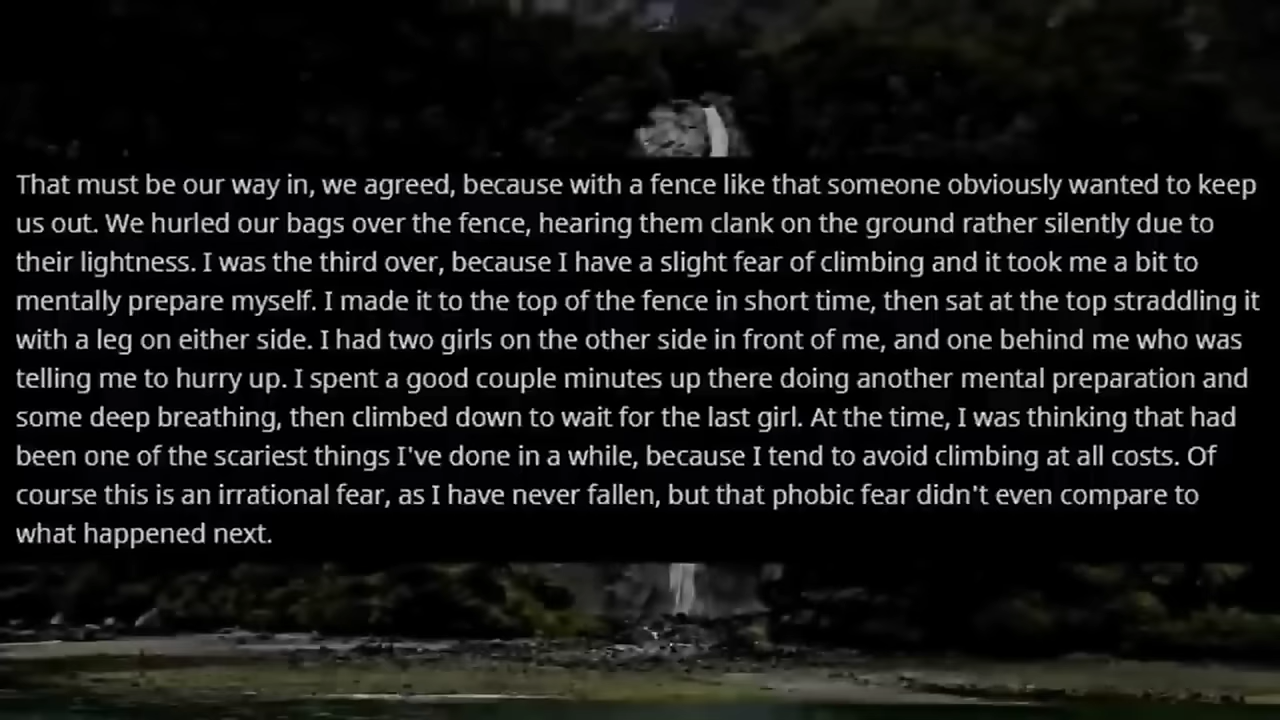 That must be our way in, we agreed, because with a fence like that someone obviously wanted to keep
us out. We hurled our bags over the fence, hearing them clank on the ground rather silently due to
their lightness. I was the third over, because I have a slight fear of climbing and it took me a bit to
mentally prepare myself. I made it to the top of the fence in short time, then sat at the top straddling it
with a leg on either side. I had two girls on the other side in front of me, and one behind me who was
telling me to hurry up. I spent a good couple minutes up there doing another mental preparation and
some deep breathing, then climbed down to wait for the last girl. At the time, I was thinking that had
been one of the scariest things I've done in a while, because I tend to avoid climbing at all costs. Of
course this is an irrational fear, as I have never fallen, but that phobic fear didn't even compare to
what happened next.